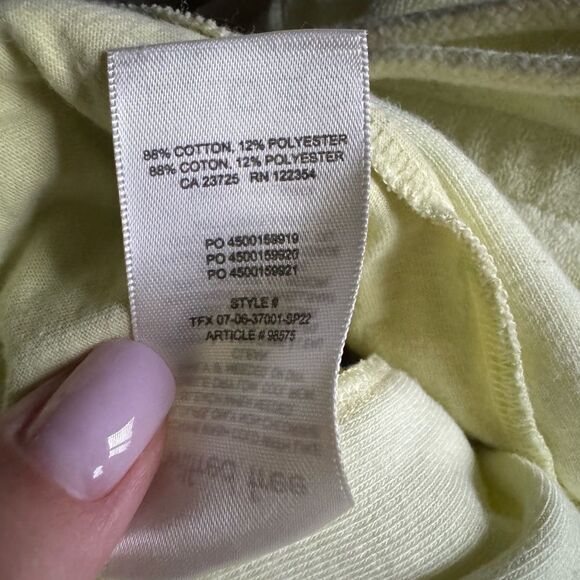 88% COTTON, 12% POLYESTER
88% COTON, 12% POLYESTER
CA 23725 RN 122354
PO 4500159919
PO 4500159920
PO 4500159921
STYLE #
TFX 07-06-37001-SP22
ARTICLE # 98575